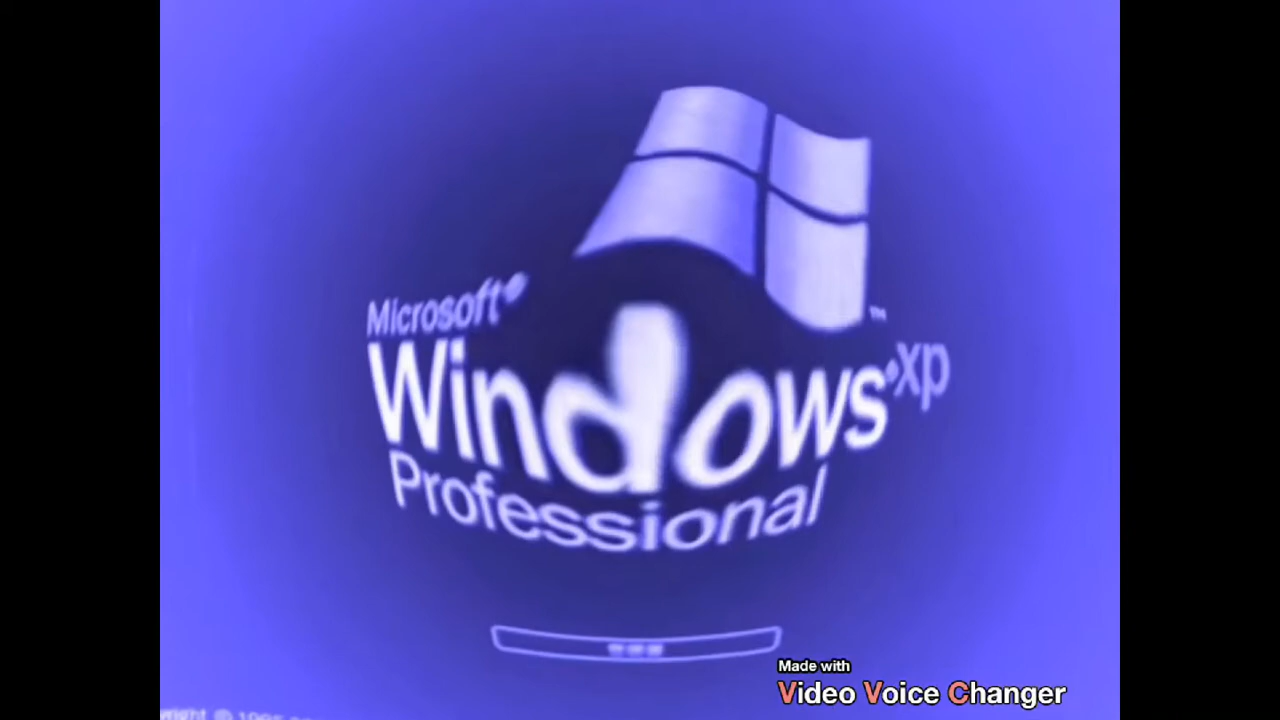 Microsoft®
Windows® xp
Professional
Made with
Video Voice Changer